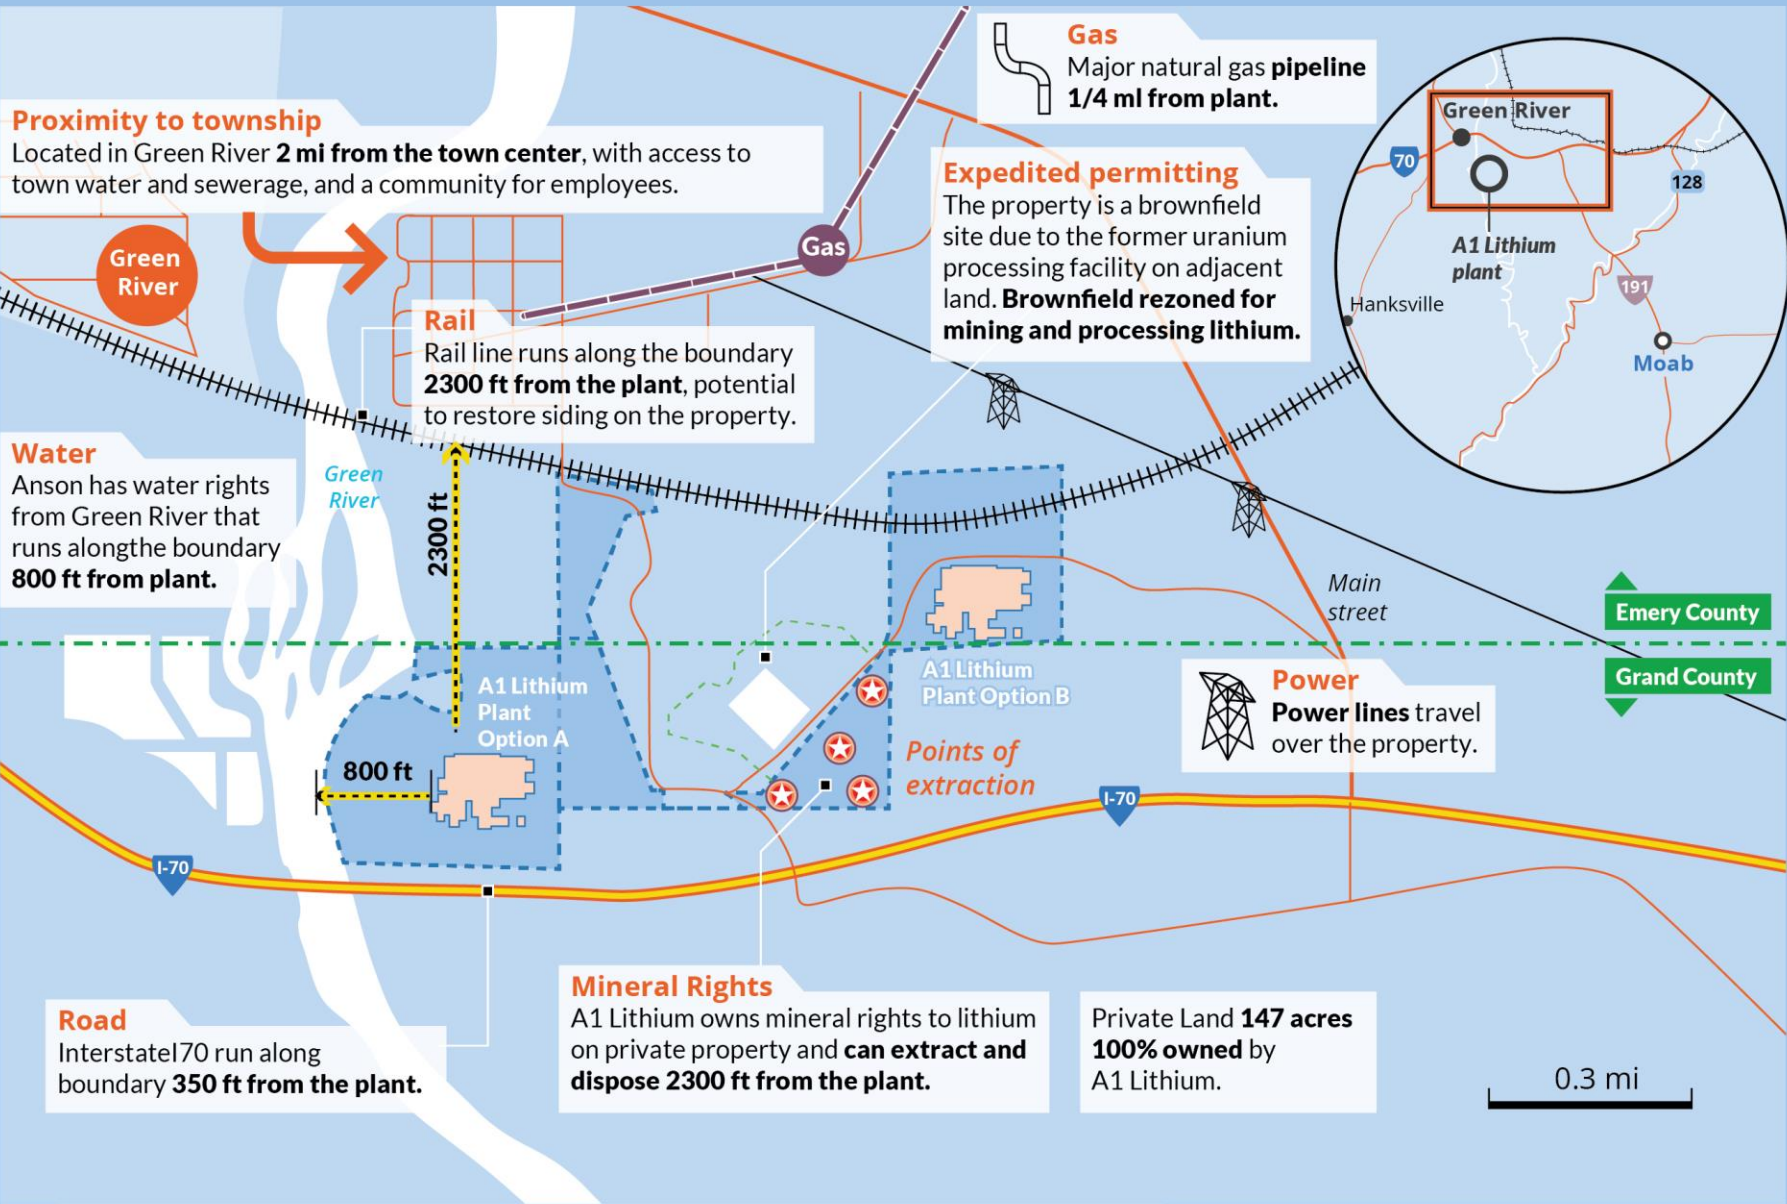 Gas
Major natural gas pipeline
1/4 ml from plant.
Proximity to township
Located in Green River 2 mi from the town center, with access to
town water and sewerage, and a community for employees.
Green
River
Gas
Expedited permitting
The property is a brownfield
site due to the former uranium
processing facility on adjacent
land. Brownfield rezoned for
mining and processing lithium.
Green River
70
128
A1 Lithium
plant
191
Hanksville
Moab
Rail
Rail line runs along the boundary
2300 ft from the plant, potential
to restore siding on the property.
Water
Anson has water rights
from Green River that
runs alongthe boundary
800 ft from plant.
Green
River
2300 ft
Main
street
Emery County
Grand County
A1 Lithium
Plant
Option A
A1 Lithium
Plant Option B
800 ft
Points of
extraction
Power
Power lines travel
over the property.
I-70
I-70
Road
InterstateI70 run along
boundary 350 ft from the plant.
Mineral Rights
A1 Lithium owns mineral rights to lithium
on private property and can extract and
dispose 2300 ft from the plant.
Private Land 147 acres
100% owned by
A1 Lithium.
0.3 mi